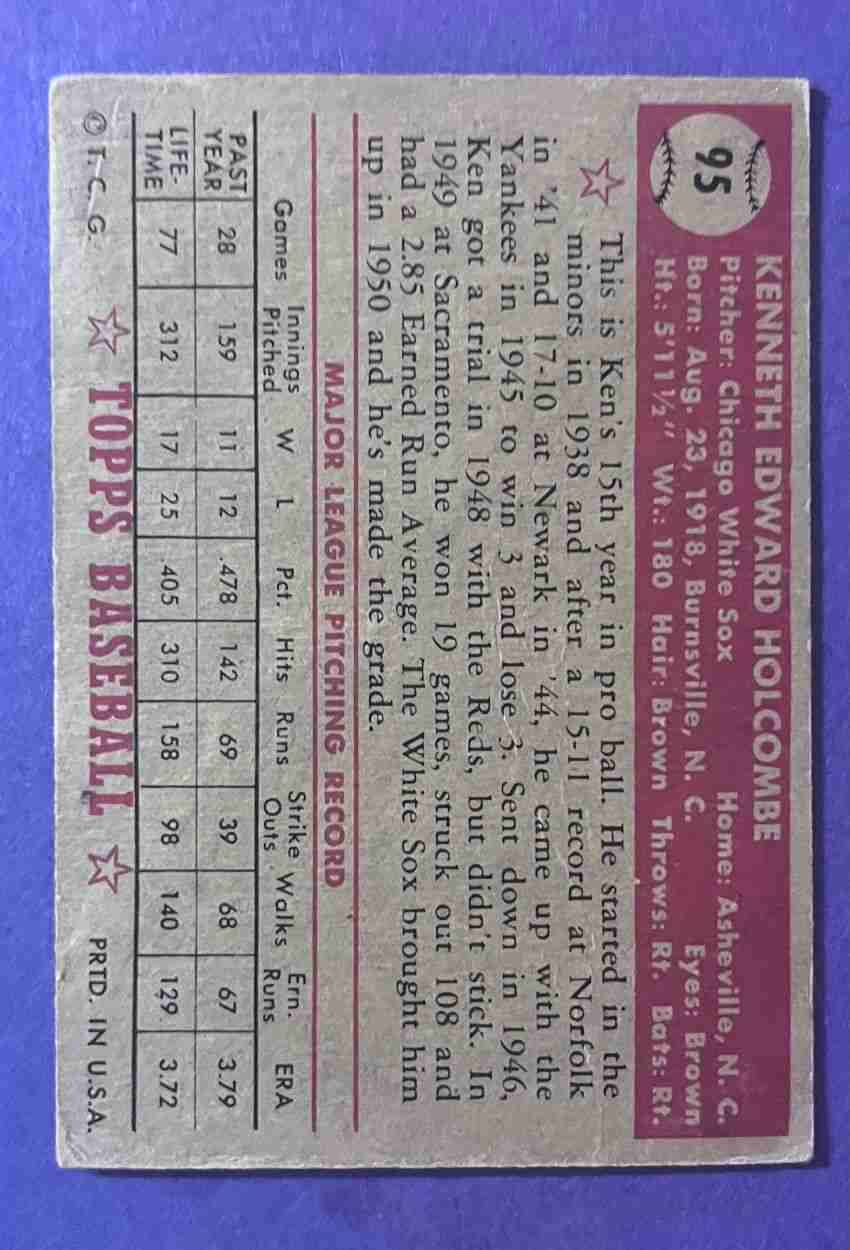 95
KENNETH EDWARD HOLCOMBE
Pitcher: Chicago White Sox Home: Asheville, N. C.
Born: Aug. 23, 1918, Burnsville, N. C. Eyes: Brown
Ht.: 5'11½" Wt.: 180 Hair: Brown Throws: Rt. Bats: Rt.
This is Ken's 15th year in pro ball. He started in the
minors in 1938 and after a 15-11 record at Norfolk
in '41 and 17-10 at Newark in '44, he came up with the
Yankees in 1945 to win 3 and lose 3. Sent down in 1946,
Ken got a trial in 1948 with the Reds, but didn't stick. In
1949 at Sacramento, he won 19 games, struck out 108 and
had a 2.85 Earned Run Average. The White Sox brought him
up in 1950 and he's made the grade.
MAJOR LEAGUE PITCHING RECORD
Games Innings Pitched W L Pct. Hits Runs Strike Outs Walks Ern. Runs ERA
PAST YEAR 28 159 11 12 .478 142 69 39 68 67 3.79
LIFE-TIME 77 312 17 25 .405 310 158 98 140 129 3.72
© T. C. G. TOPPS BASEBALL PRTD. IN U.S.A.